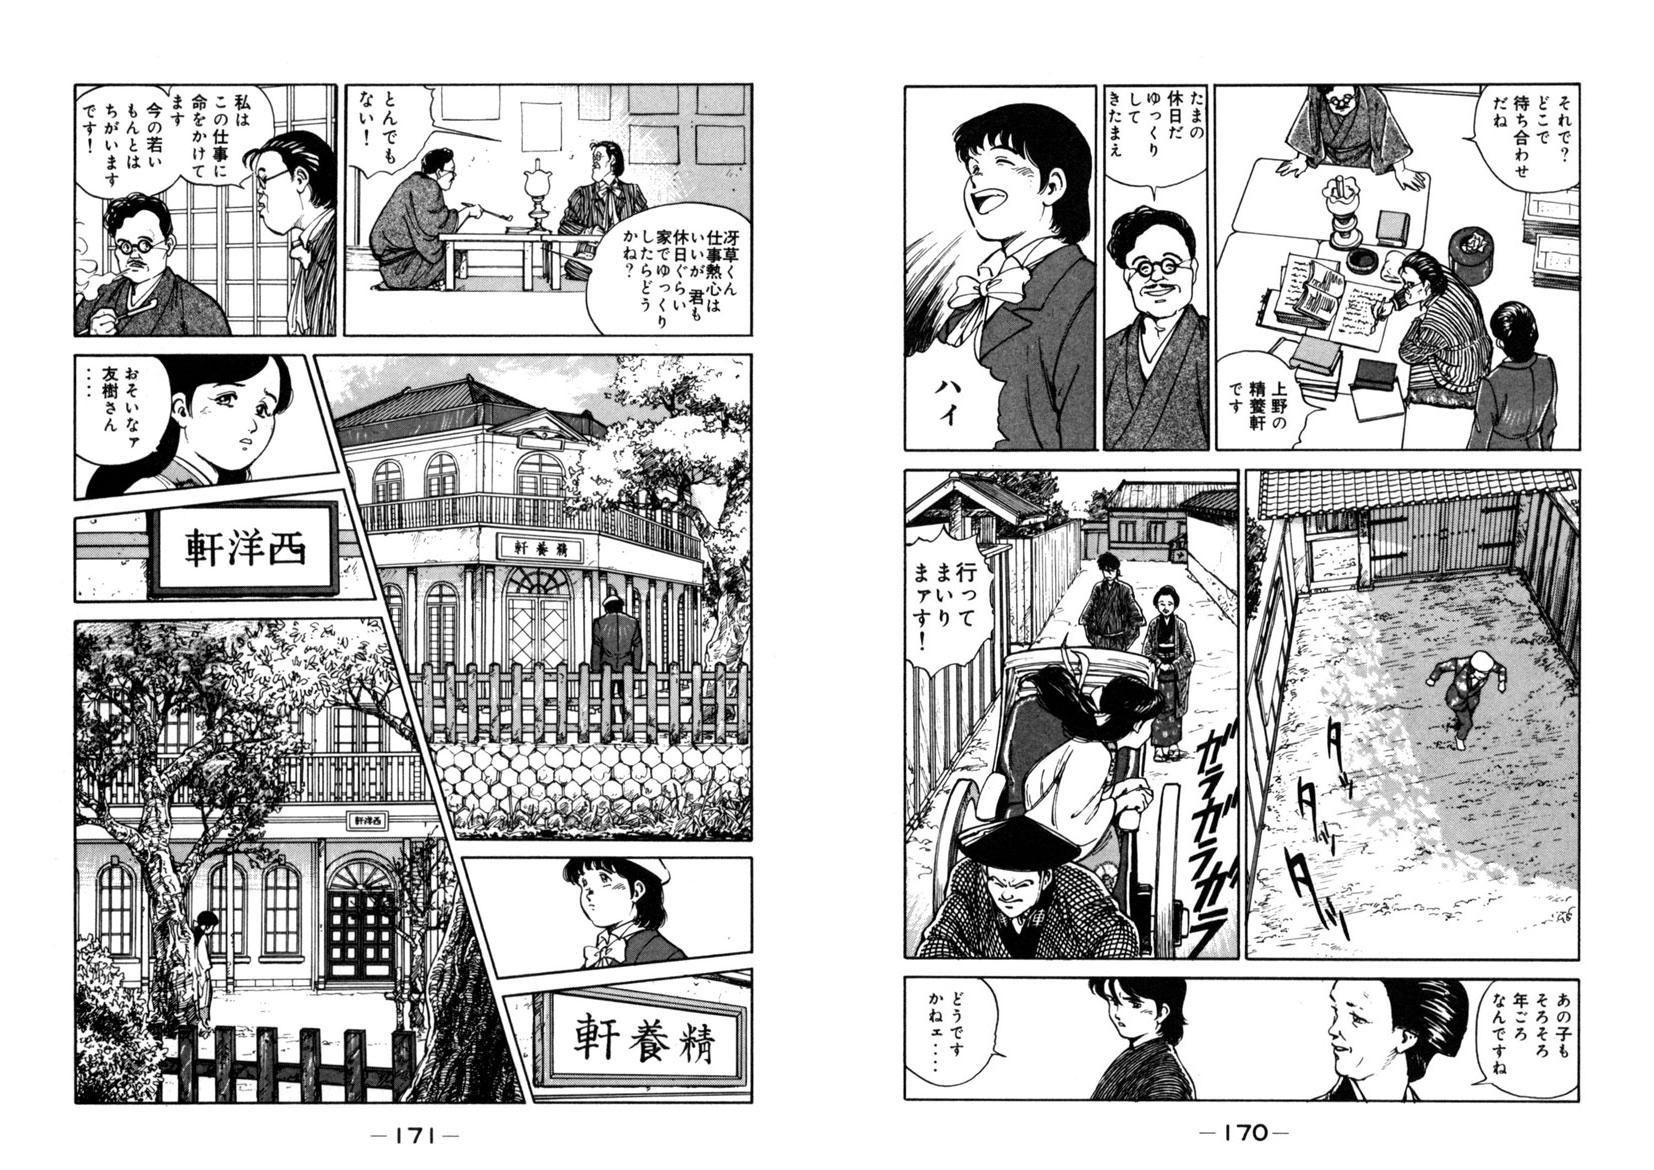 それで?
どこで
待ち合わせ
だね
上野の
精養軒
です
たまの
休日だ
ゆっくり
して
きたまえ
ハイ
タッ
タッ
タッ
行って
まいり
まァす!
ガラガラガラガラ
あの子も
そろそろ
年ごろ
なんですね
どうです
かねェ‥‥
—170—
とんでも
ない!
冴草くん
仕事熱心は
いいが 君も
休日ぐらい
家でゆっくり
したらどう
かね?
私は
この仕事に
命をかけて
ます
今の若い
もんとは
ちがいます
です!
軒養精
おそいなァ
友樹さん
‥‥
軒洋西
軒洋西
軒養精
—171—